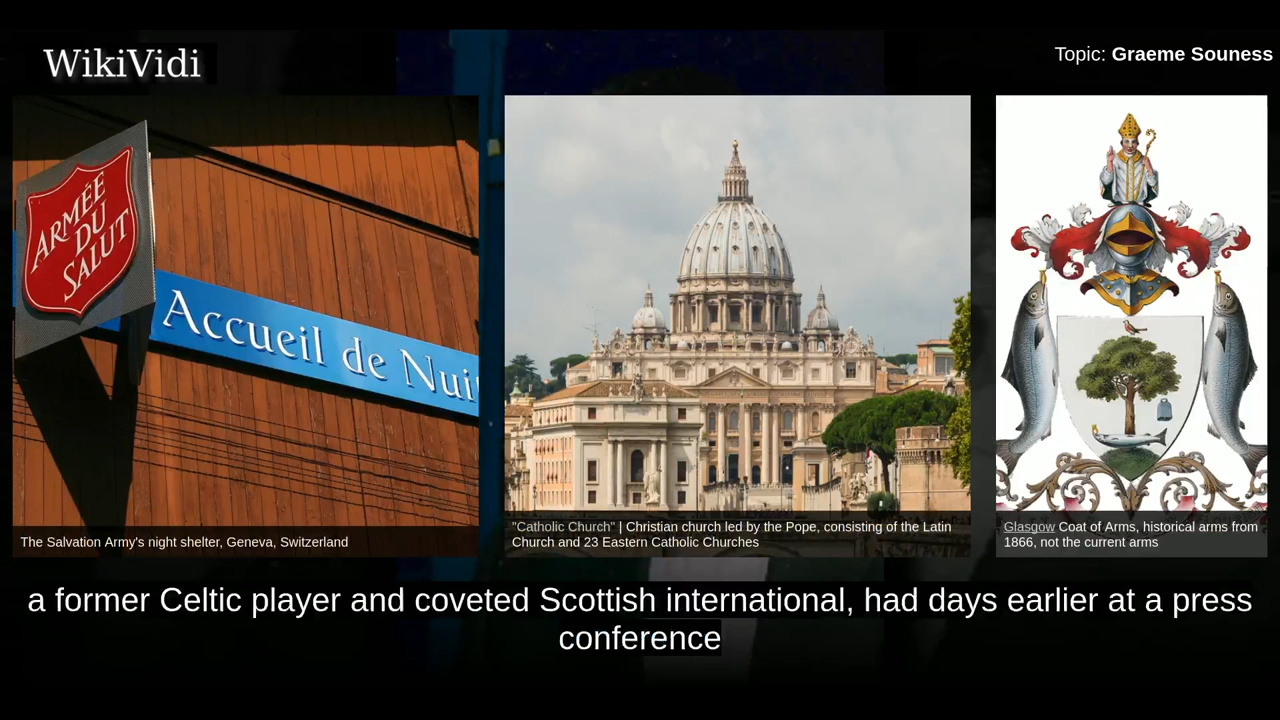 WikiVidi
Topic: Graeme Souness
ARMÉE
DU
SALUT
Accueil de Nui
The Salvation Army's night shelter, Geneva, Switzerland
"Catholic Church" | Christian church led by the Pope, consisting of the Latin
Church and 23 Eastern Catholic Churches
Glasgow Coat of Arms, historical arms from
1866, not the current arms
a former Celtic player and coveted Scottish international, had days earlier at a press
conference